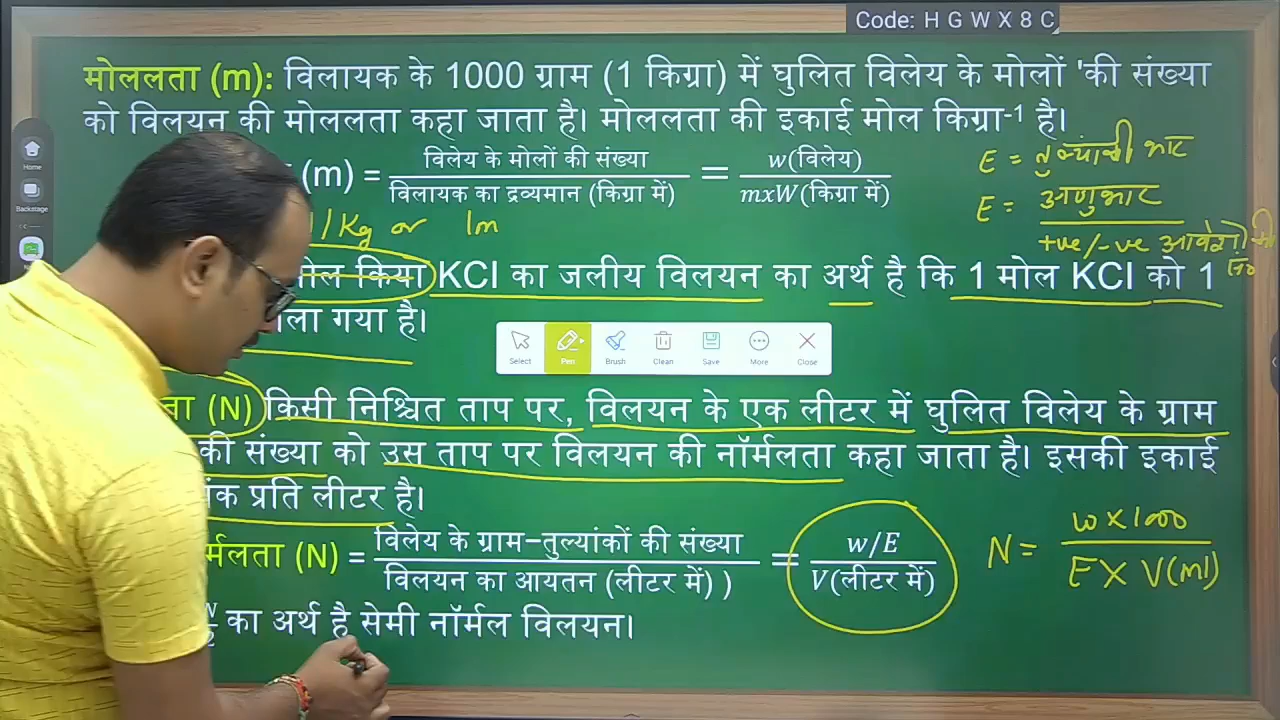 Code: H G W X 8 C
मोललता (m): विलायक के 1000 ग्राम (1 किग्रा) में घुलित विलेय के मोलों 'की संख्या
को विलयन की मोललता कहा जाता है। मोललता की इकाई मोल किग्रा-1 है।
(m) = विलेय के मोलों की संख्या / विलायक का द्रव्यमान (किग्रा में) = w(विलेय) / mxW(किग्रा में)
E = तुल्यांकी भार
E = अणुभार / +ve/-ve आवेशों की
/Kg or 1m
मोल किया KCl का जलीय विलयन का अर्थ है कि 1 मोल KCl को 1
गया है।
Home
Backstage
Select Pen Brush Clean Save More Close
(N) किसी निश्चित ताप पर, विलयन के एक लीटर में घुलित विलेय के ग्राम
की संख्या को उस ताप पर विलयन की नॉर्मलता कहा जाता है। इसकी इकाई
प्रति लीटर है।
(N) = विलेय के ग्राम-तुल्यांकों की संख्या / विलयन का आयतन (लीटर में) ) = w/E / V(लीटर में)
N = w x 1000 / E x V(ml)
का अर्थ है सेमी नॉर्मल विलयन।